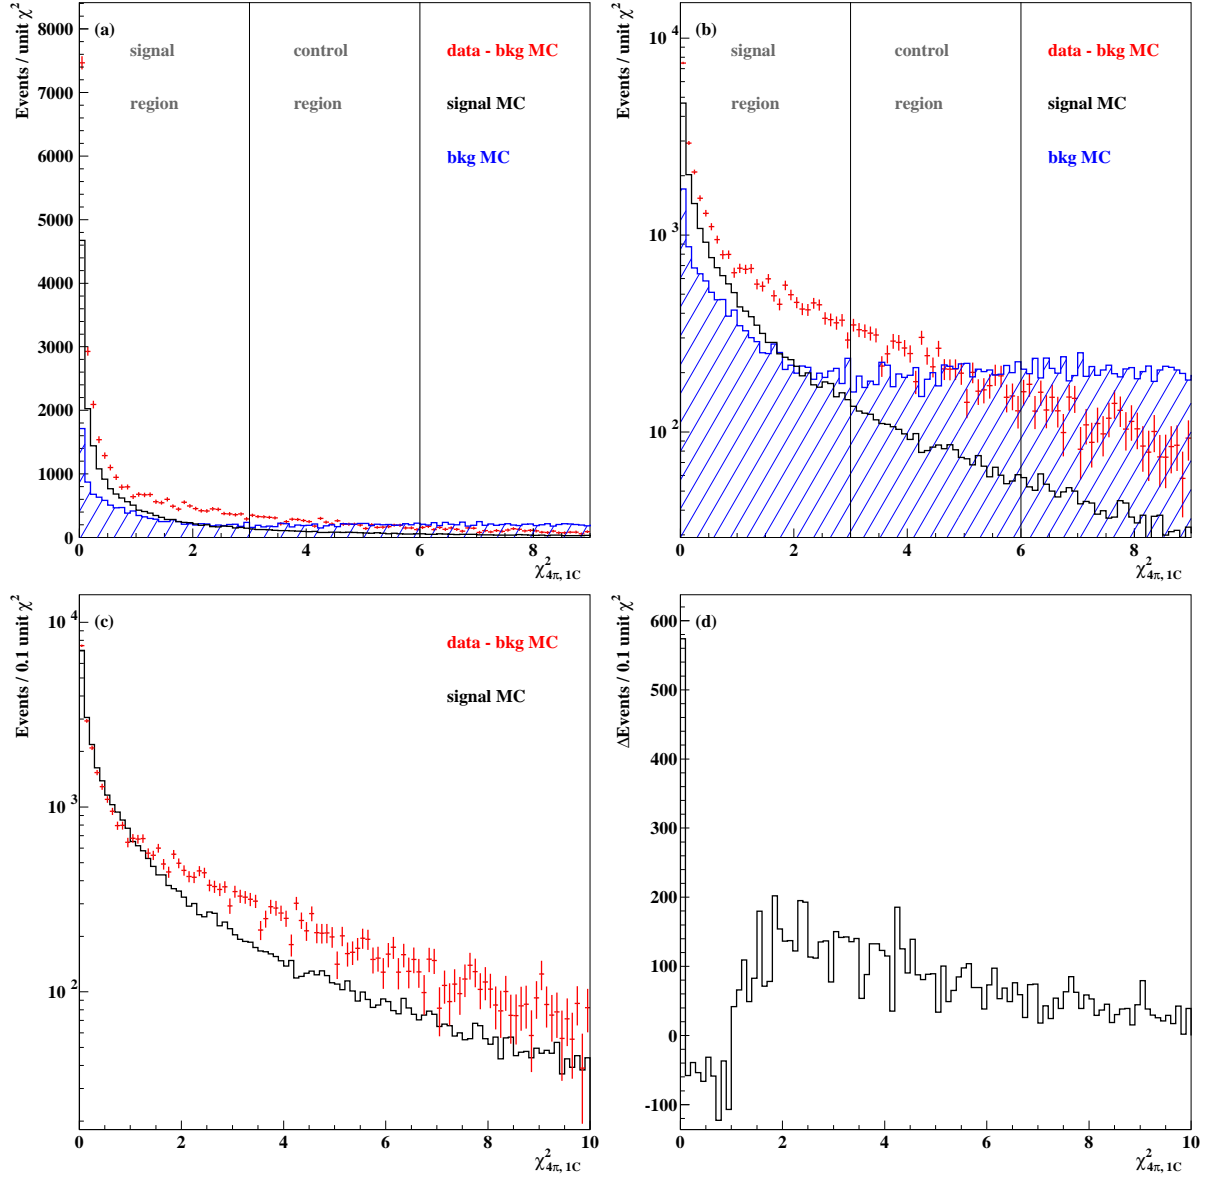 (a)
signal control data - bkg MC
region region signal MC
bkg MC
Events / unit χ²
8000
7000
6000
5000
4000
3000
2000
1000
0
0 2 4 6 8
χ²4π, 1C
(b)
signal control data - bkg MC
region region signal MC
bkg MC
Events / unit χ²
10⁴
10³
10²
0 2 4 6 8
χ²4π, 1C
(c)
data - bkg MC
signal MC
Events / 0.1 unit χ²
10⁴
10³
10²
0 2 4 6 8 10
χ²4π, 1C
(d)
ΔEvents / 0.1 unit χ²
600
500
400
300
200
100
0
-100
0 2 4 6 8 10
χ²4π, 1C